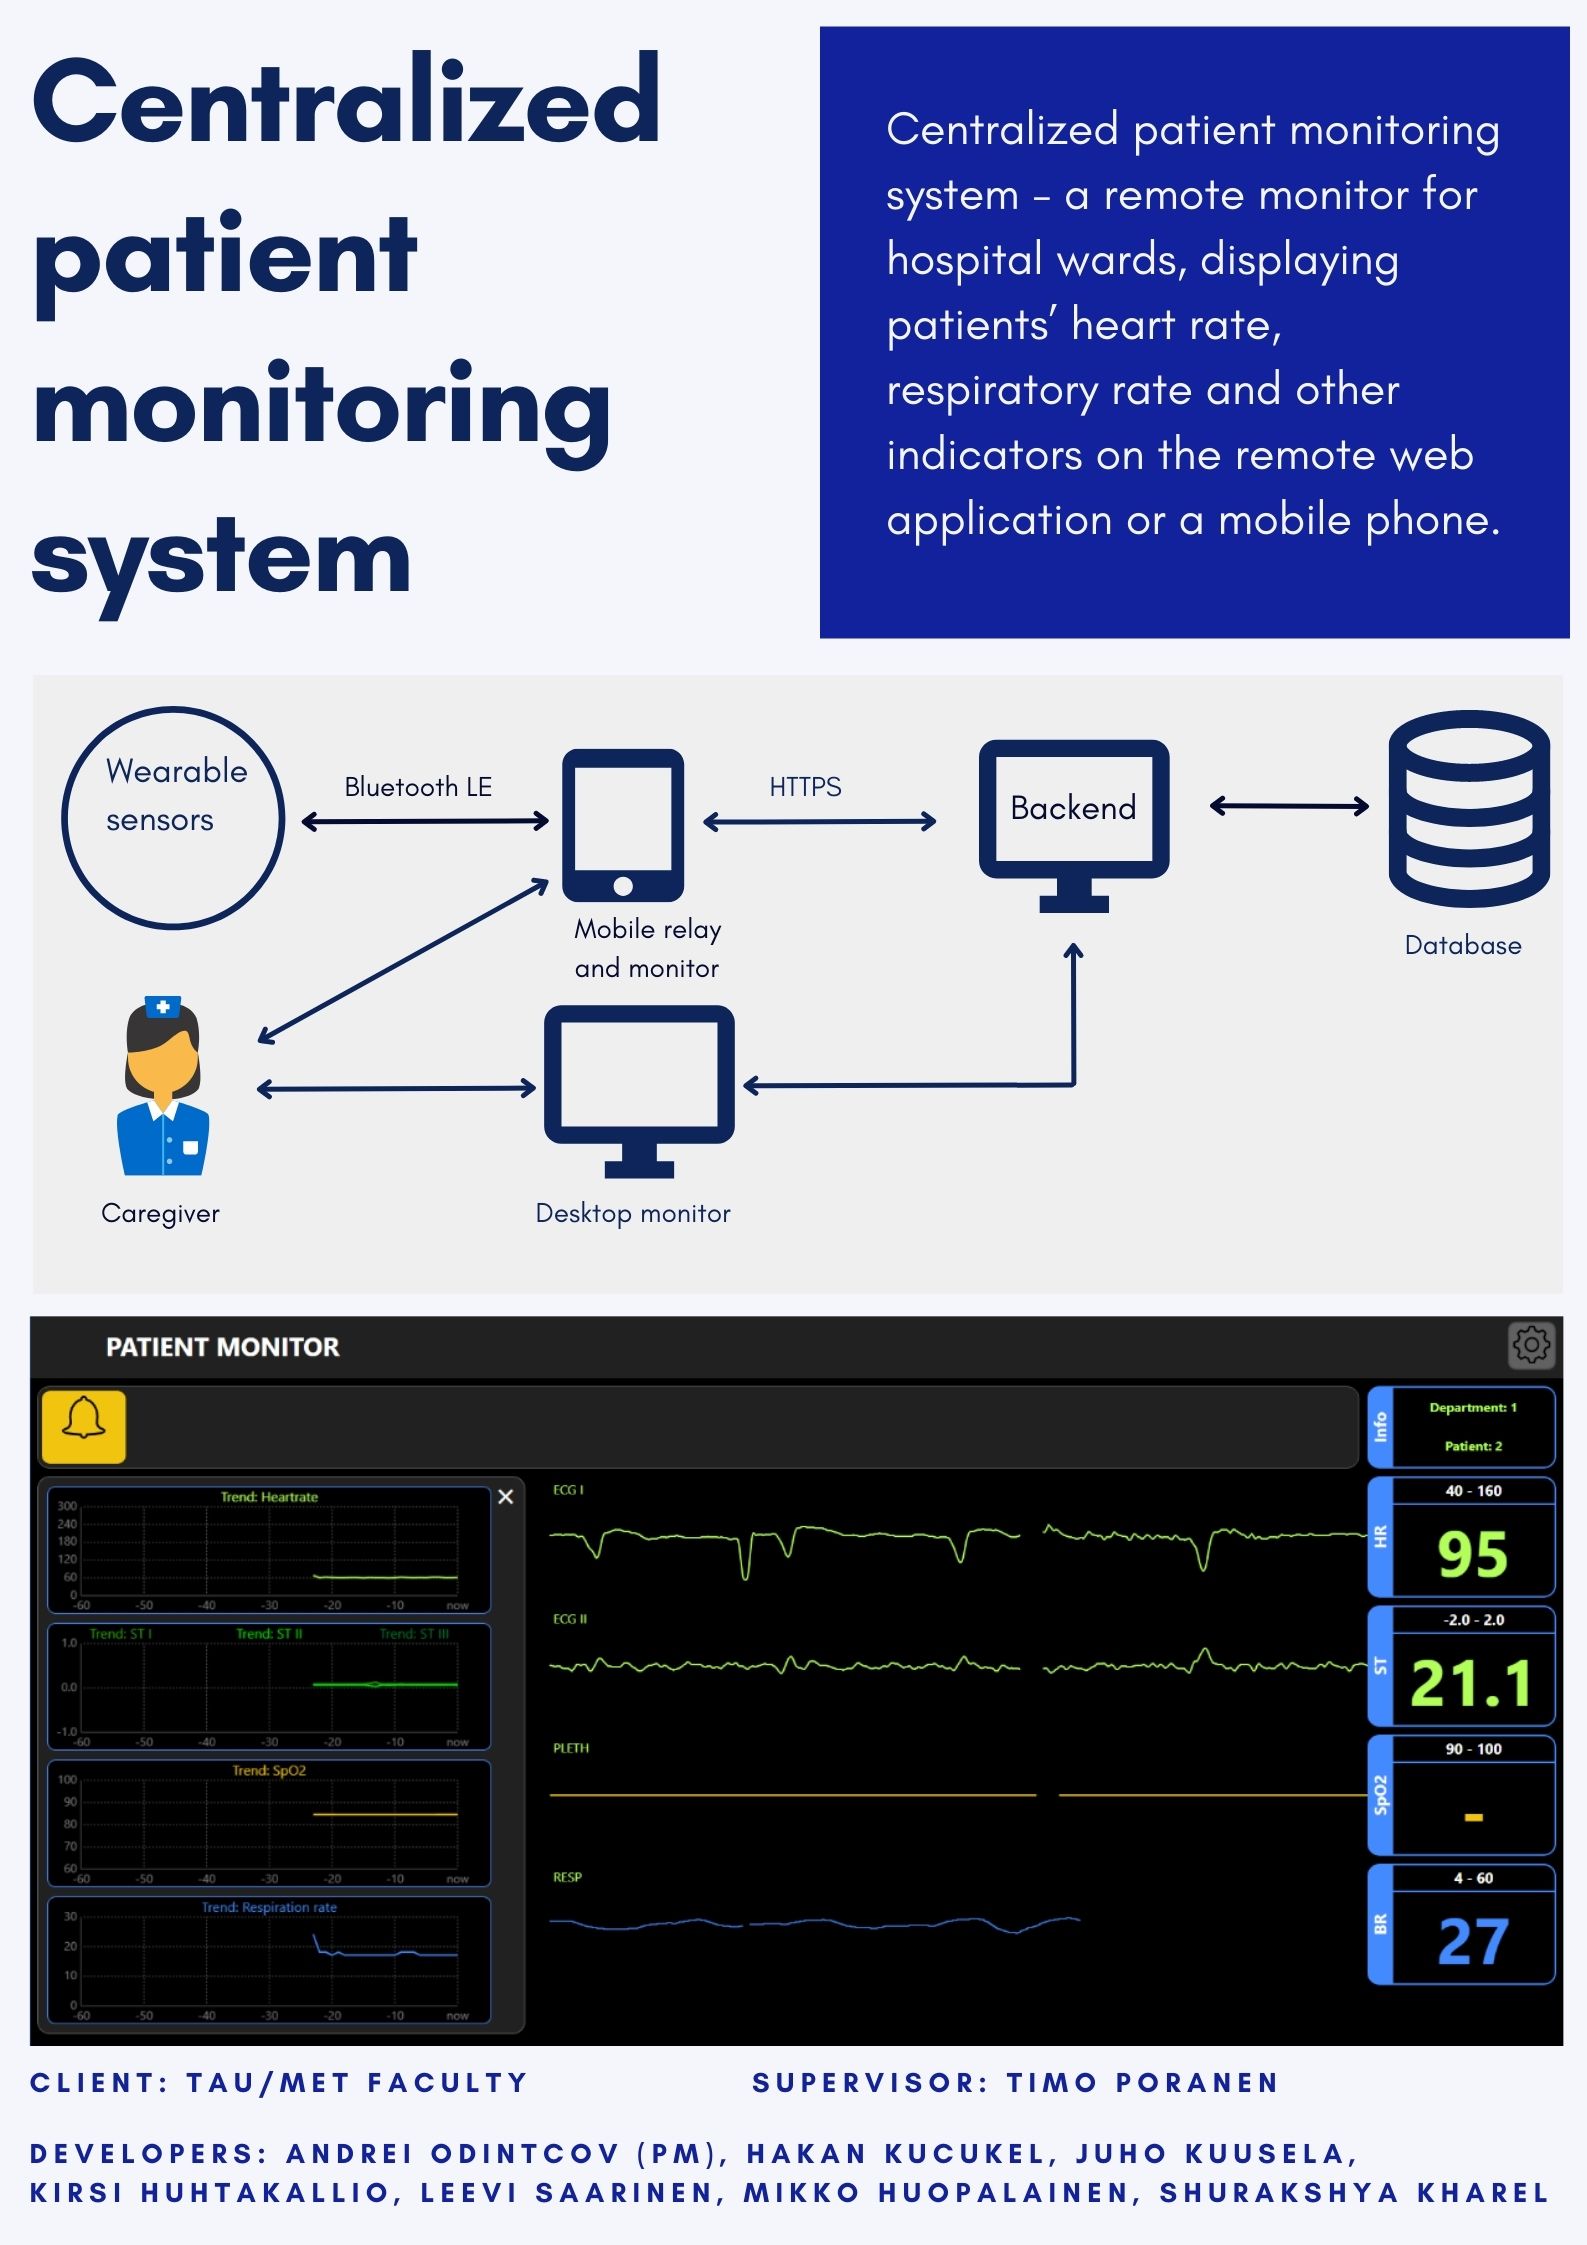 Centralized
patient
monitoring
system
Centralized patient monitoring
system – a remote monitor for
hospital wards, displaying
patients’ heart rate,
respiratory rate and other
indicators on the remote web
application or a mobile phone.
Wearable
sensors
Bluetooth LE
HTTPS
Backend
Mobile relay
and monitor
Database
Caregiver
Desktop monitor
PATIENT MONITOR
Info
Department: 1
Patient: 2
Trend: Heartrate
300
240
180
120
60
0
-60 -50 -40 -30 -20 -10 now
Trend: ST I Trend: ST II Trend: ST III
1.0
0.0
-1.0
-60 -50 -40 -30 -20 -10 now
Trend: SpO2
100
90
80
70
60
-60 -50 -40 -30 -20 -10 now
Trend: Respiration rate
30
20
10
0
-60 -50 -40 -30 -20 -10 now
ECG I
ECG II
PLETH
RESP
HR
40 - 160
95
ST
-2.0 - 2.0
21.1
SpO2
90 - 100
-
BR
4 - 60
27
CLIENT: TAU/MET FACULTY
SUPERVISOR: TIMO PORANEN
DEVELOPERS: ANDREI ODINTCOV (PM), HAKAN KUCUKEL, JUHO KUUSELA,
KIRSI HUHTAKALLIO, LEEVI SAARINEN, MIKKO HUOPALAINEN, SHURAKSHYA KHAREL